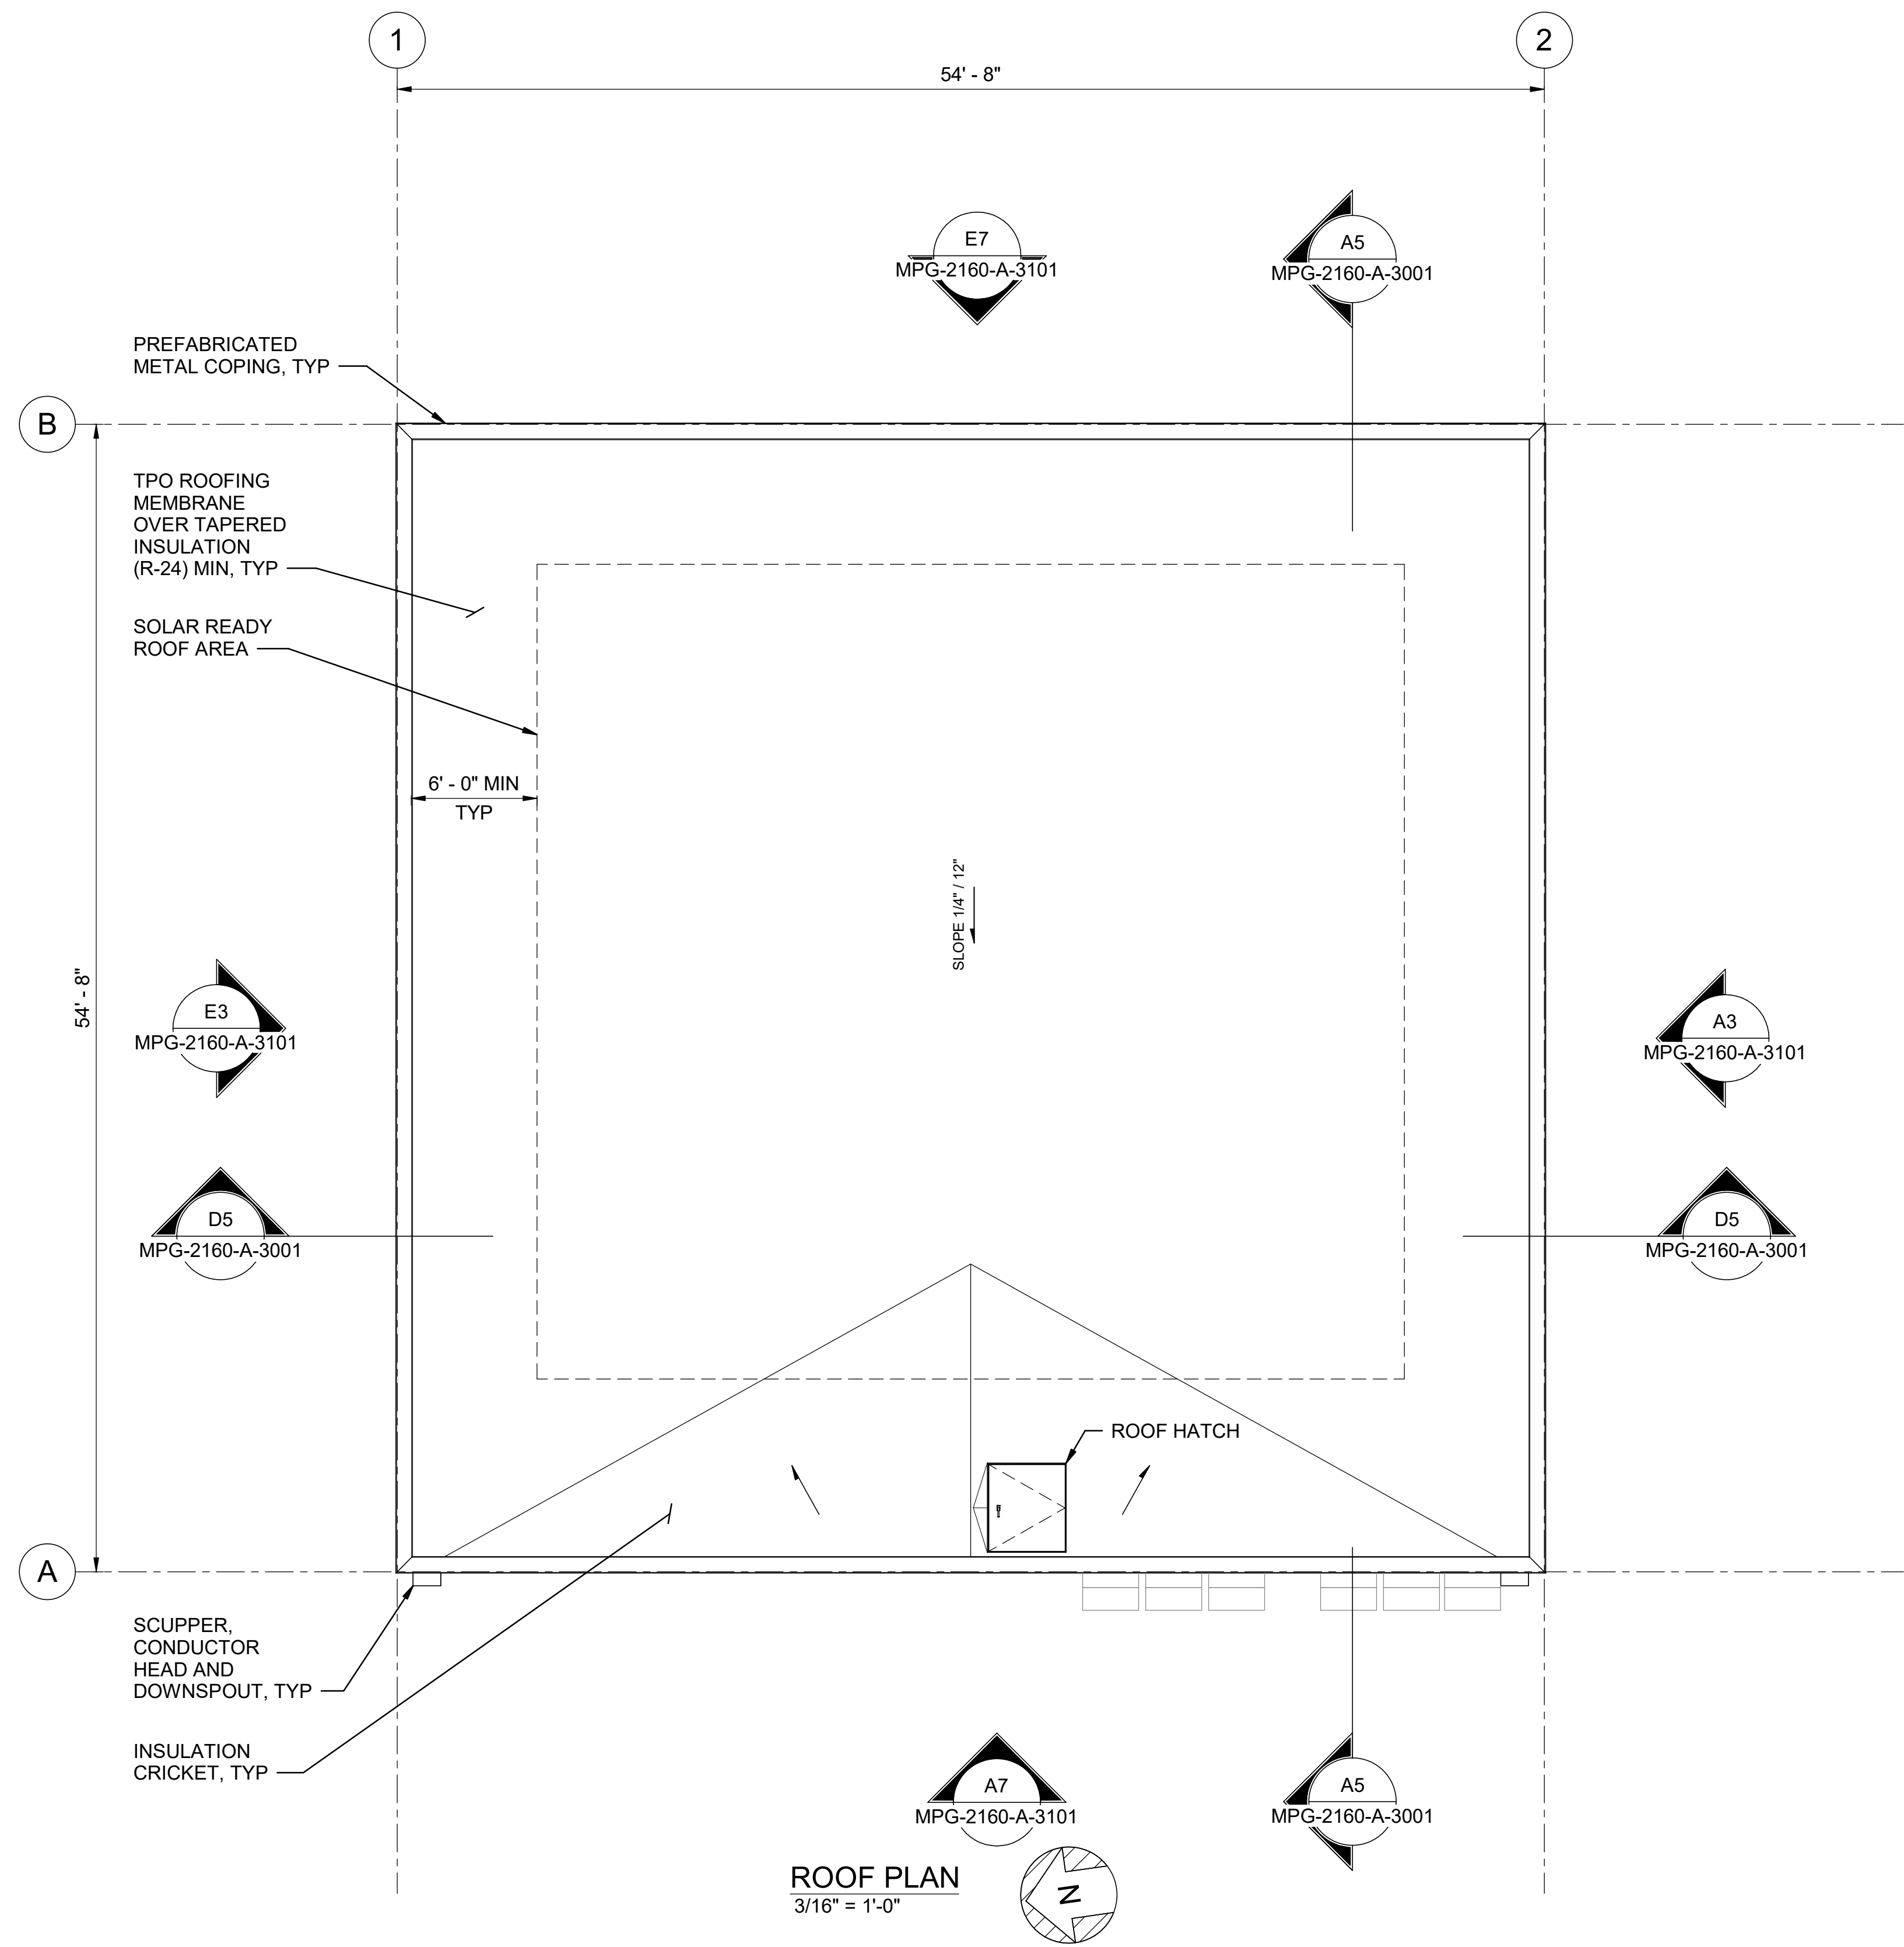 1
2
54' - 8"
E7
MPG-2160-A-3101
A5
MPG-2160-A-3001
PREFABRICATED
METAL COPING, TYP
B
TPO ROOFING
MEMBRANE
OVER TAPERED
INSULATION
(R-24) MIN, TYP
SOLAR READY
ROOF AREA
6' - 0" MIN
TYP
SLOPE 1/4" / 12"
54' - 8"
E3
MPG-2160-A-3101
A3
MPG-2160-A-3101
D5
MPG-2160-A-3001
D5
MPG-2160-A-3001
ROOF HATCH
A
SCUPPER,
CONDUCTOR
HEAD AND
DOWNSPOUT, TYP
INSULATION
CRICKET, TYP
A7
MPG-2160-A-3101
A5
MPG-2160-A-3001
ROOF PLAN
3/16" = 1'-0"
N